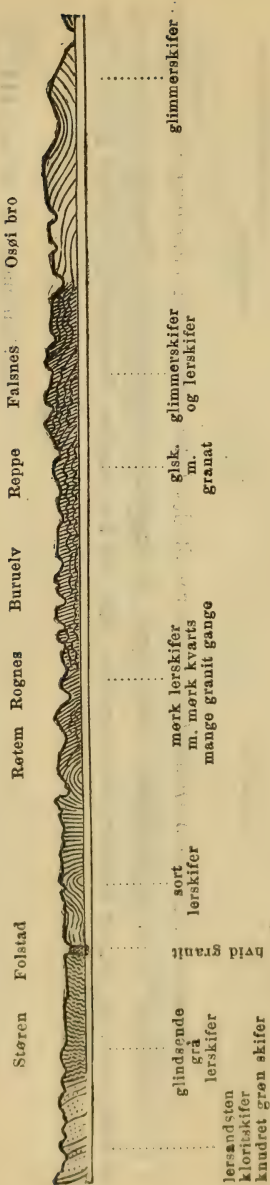 Støren Folstad Røtem Rognes Buruelv Reppe Falsnes Osøi bro
lersandsten
kloritskifer
knudret grøn skifer
glindsende
grå
lerskifer
hvid granit
sort
lerskifer
mørk lerskifer
m. mørk kvarts
mange granit gange
glsk.
m.
granat
glimmerskifer
og lerskifer
glimmerskifer